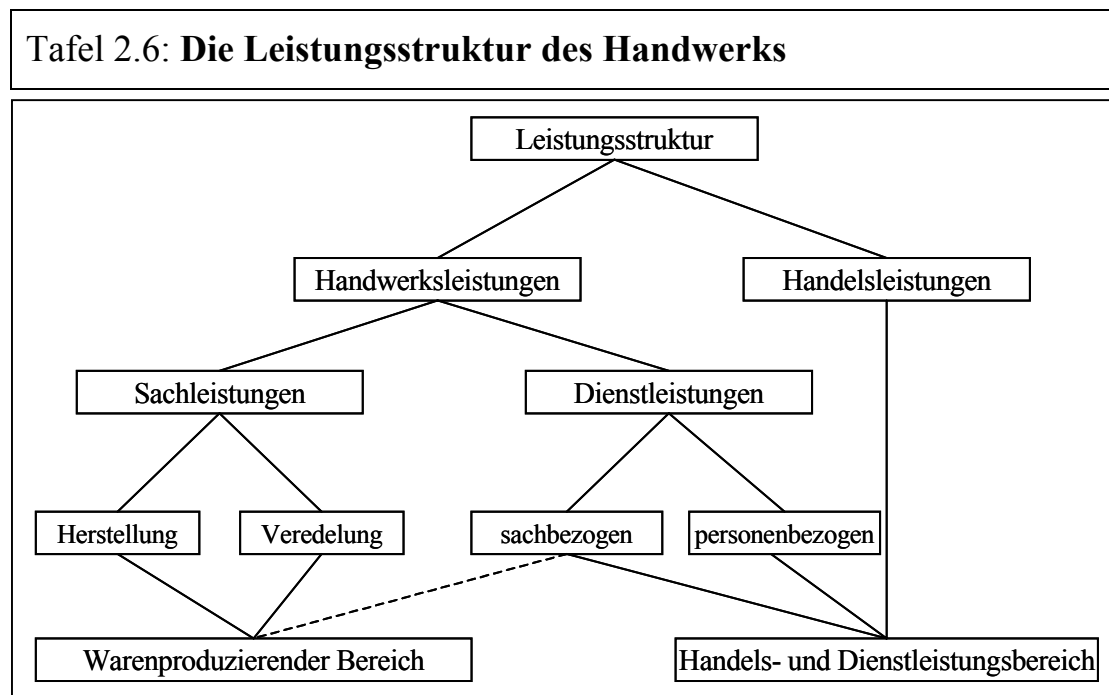 Tafel 2.6: Die Leistungsstruktur des Handwerks
Leistungsstruktur
Handwerksleistungen
Handelsleistungen
Sachleistungen
Dienstleistungen
Herstellung
Veredelung
sachbezogen
personenbezogen
Warenproduzierender Bereich
Handels- und Dienstleistungsbereich